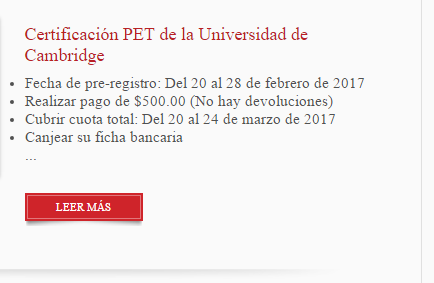 Certificación PET de la Universidad de
Cambridge
Fecha de pre-registro: Del 20 al 28 de febrero de 2017
Realizar pago de $500.00 (No hay devoluciones)
Cubrir cuota total: Del 20 al 24 de marzo de 2017
Canjear su ficha bancaria
...
LEER MÁS